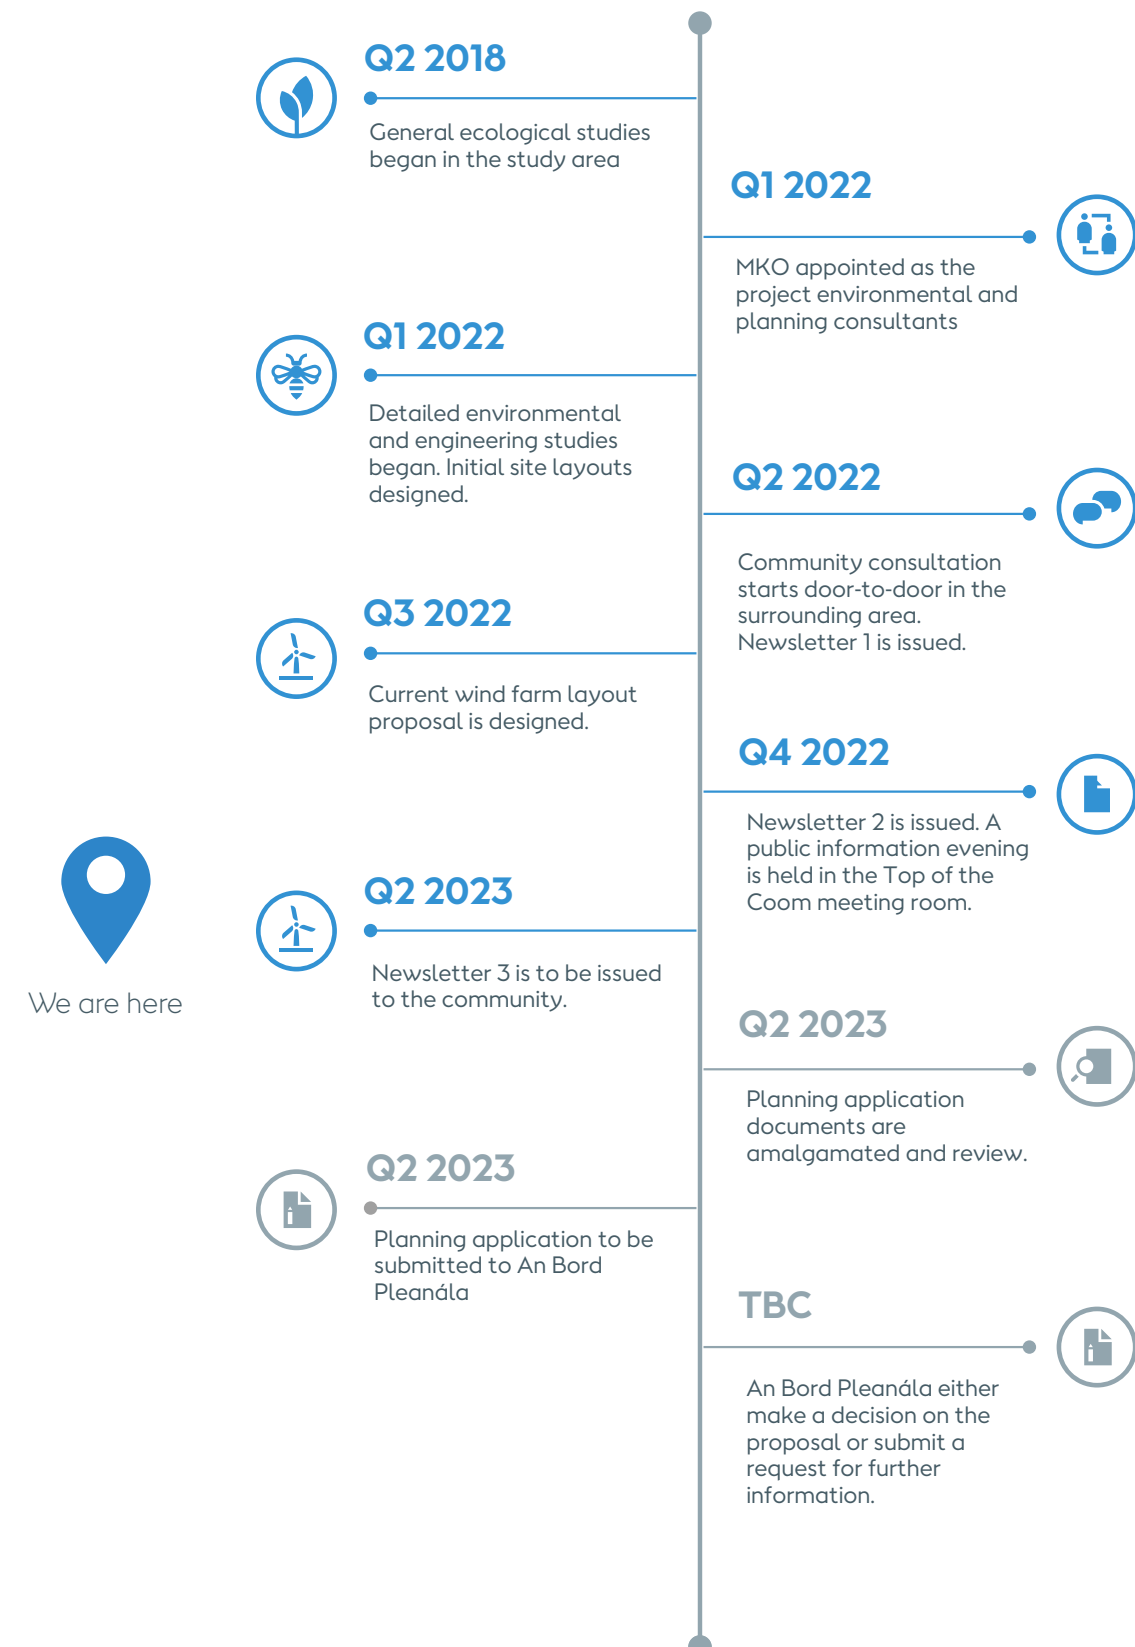 Q2 2018
General ecological studies
began in the study area
Q1 2022
MKO appointed as the
project environmental and
planning consultants
Q1 2022
Detailed environmental
and engineering studies
began. Initial site layouts
designed.
Q2 2022
Community consultation
starts door-to-door in the
surrounding area.
Newsletter 1 is issued.
Q3 2022
Current wind farm layout
proposal is designed.
Q4 2022
Newsletter 2 is issued. A
public information evening
is held in the Top of the
Coom meeting room.
We are here
Q2 2023
Newsletter 3 is to be issued
to the community.
Q2 2023
Planning application
documents are
amalgamated and review.
Q2 2023
Planning application to be
submitted to An Bord
Pleanála
TBC
An Bord Pleanála either
make a decision on the
proposal or submit a
request for further
information.